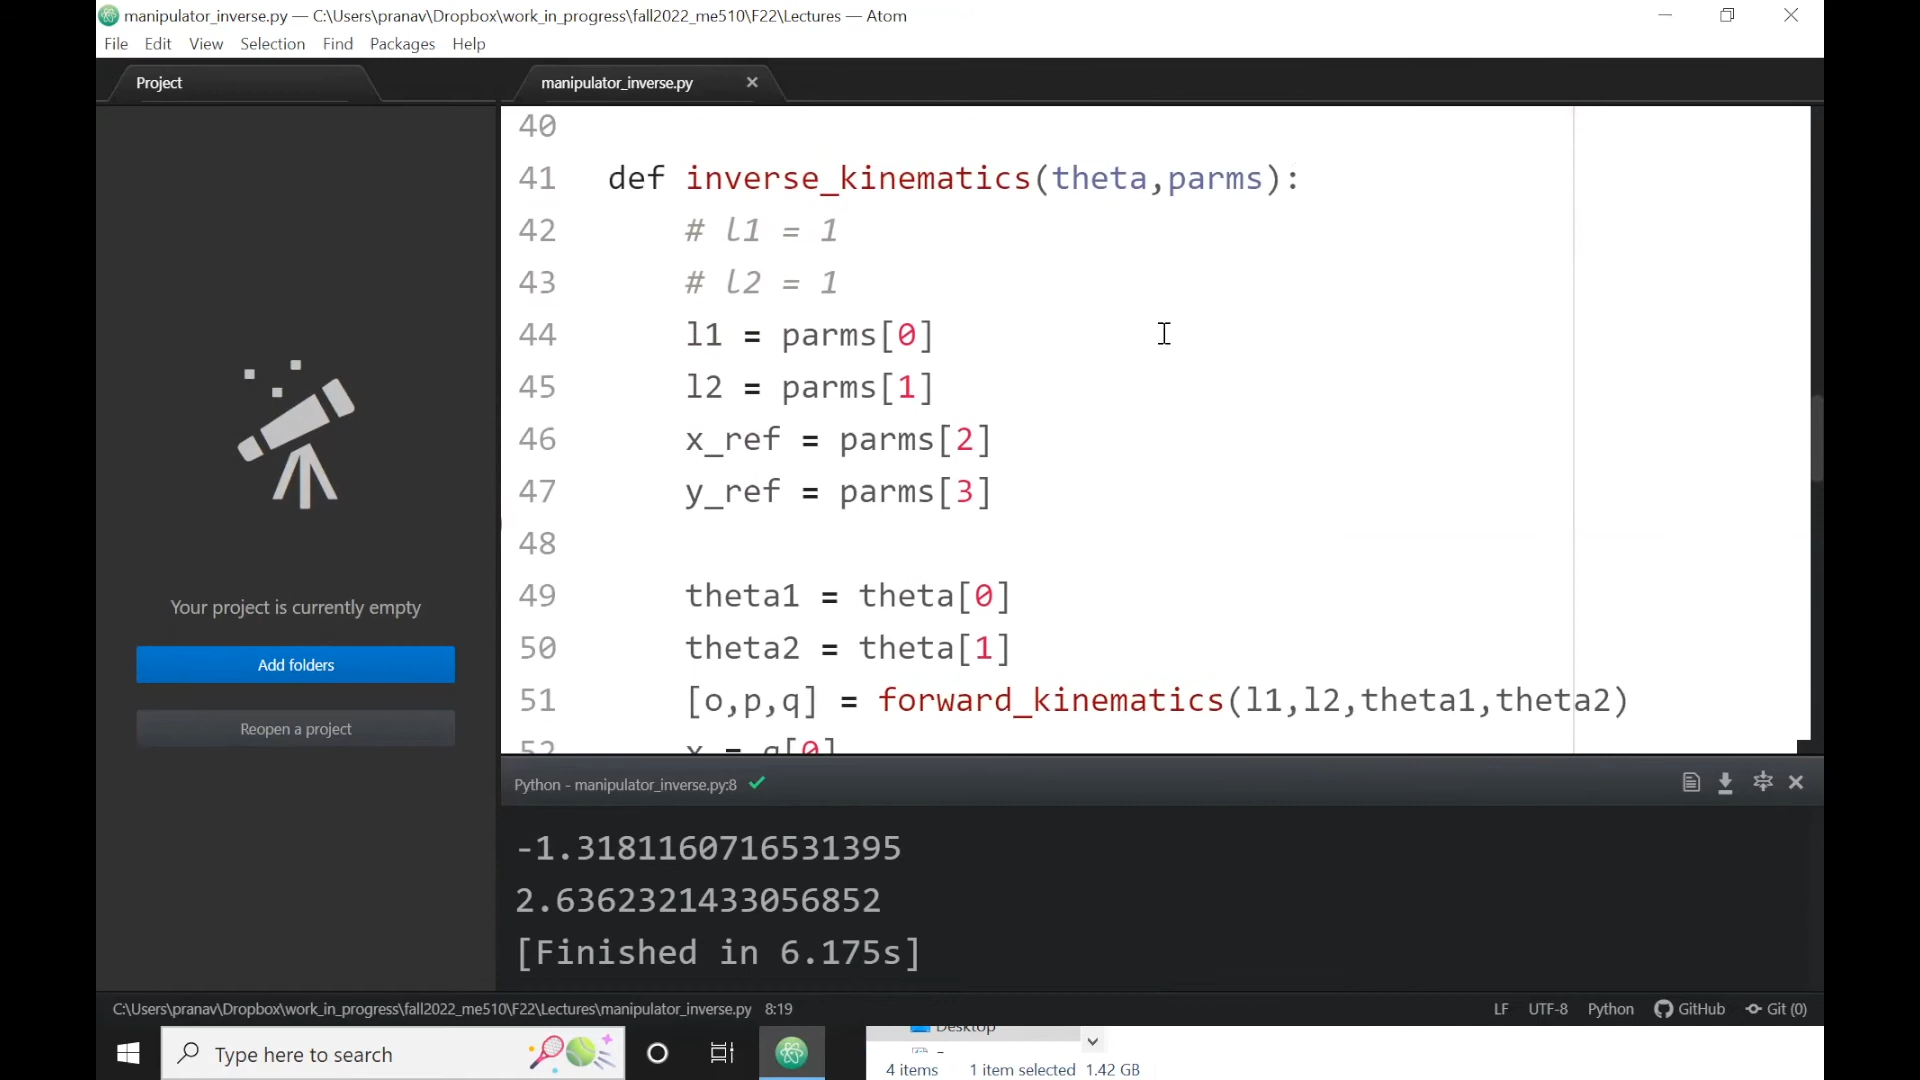 manipulator_inverse.py — C:\Users\pranav\Dropbox\work_in_progress\fall2022_me510\F22\Lectures — Atom
File Edit View Selection Find Packages Help
Project
manipulator_inverse.py
40
41 def inverse_kinematics(theta,parms):
42 # l1 = 1
43 # l2 = 1
44 l1 = parms[0]
45 l2 = parms[1]
46 x_ref = parms[2]
47 y_ref = parms[3]
48
49 theta1 = theta[0]
50 theta2 = theta[1]
51 [o,p,q] = forward_kinematics(l1,l2,theta1,theta2)
52 x = q[0]
Your project is currently empty
Add folders
Reopen a project
Python - manipulator_inverse.py:8
-1.3181160716531395
2.6362321433056852
[Finished in 6.175s]
C:\Users\pranav\Dropbox\work_in_progress\fall2022_me510\F22\Lectures\manipulator_inverse.py 8:19 LF UTF-8 Python GitHub Git (0)
Desktop
Type here to search
4 items 1 item selected 1.42 GB